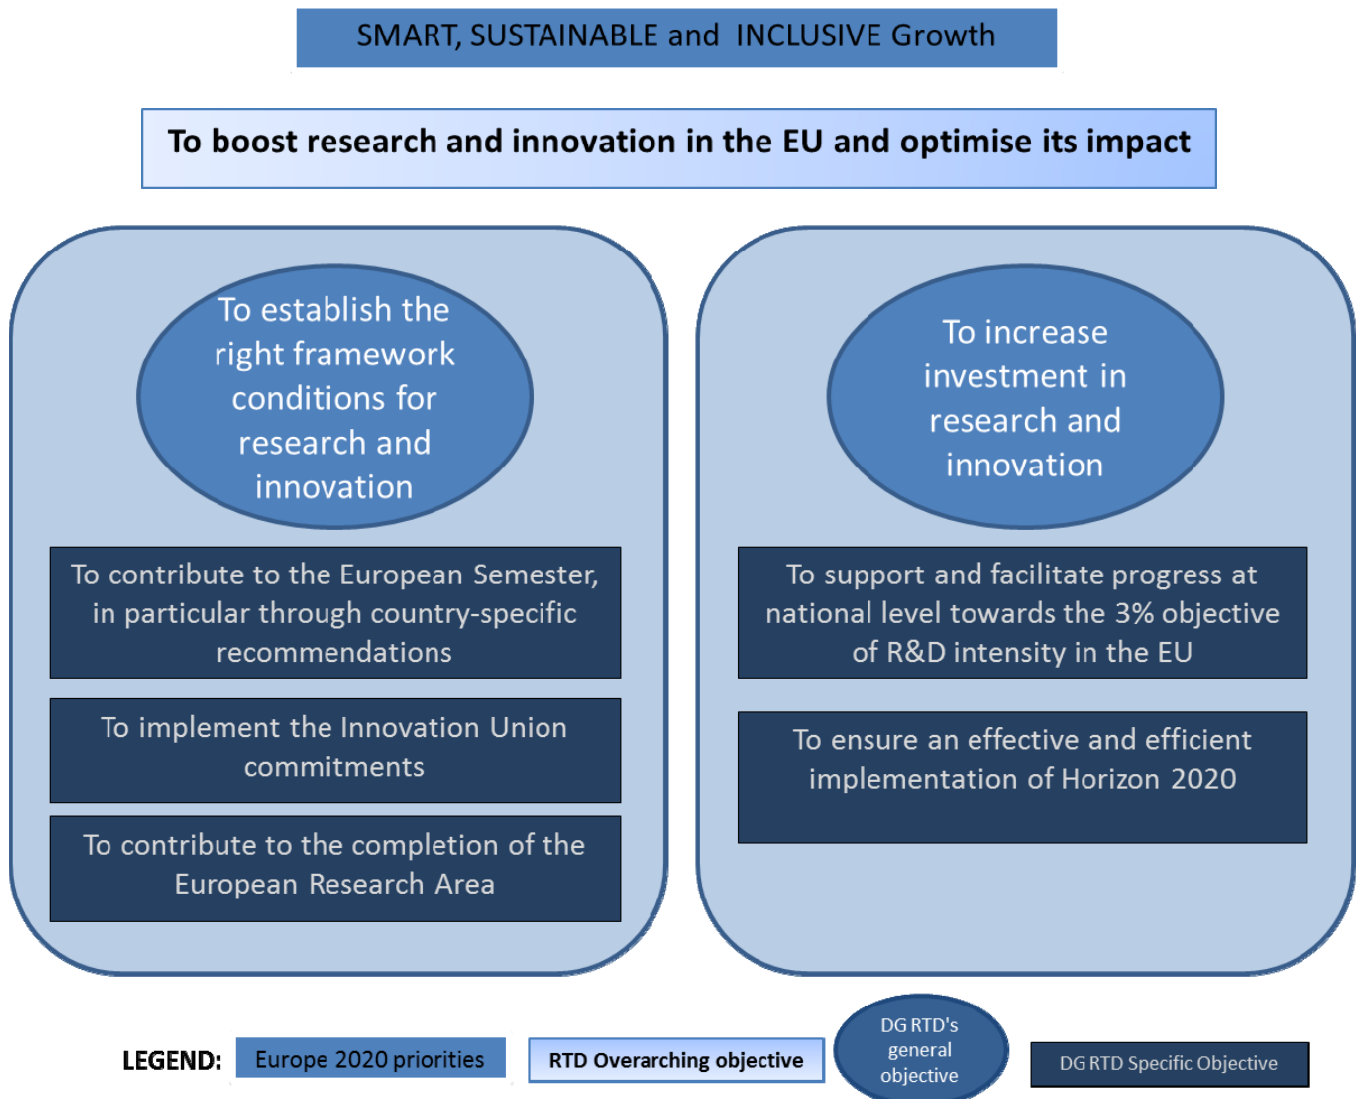 SMART, SUSTAINABLE and INCLUSIVE Growth
To boost research and innovation in the EU and optimise its impact
To establish the
right framework
conditions for
research and
innovation
To contribute to the European Semester,
in particular through country-specific
recommendations
To implement the Innovation Union
commitments
To contribute to the completion of the
European Research Area
To increase
investment in
research and
innovation
To support and facilitate progress at
national level towards the 3% objective
of R&D intensity in the EU
To ensure an effective and efficient
implementation of Horizon 2020
LEGEND:
Europe 2020 priorities
RTD Overarching objective
DG RTD's
general
objective
DG RTD Specific Objective